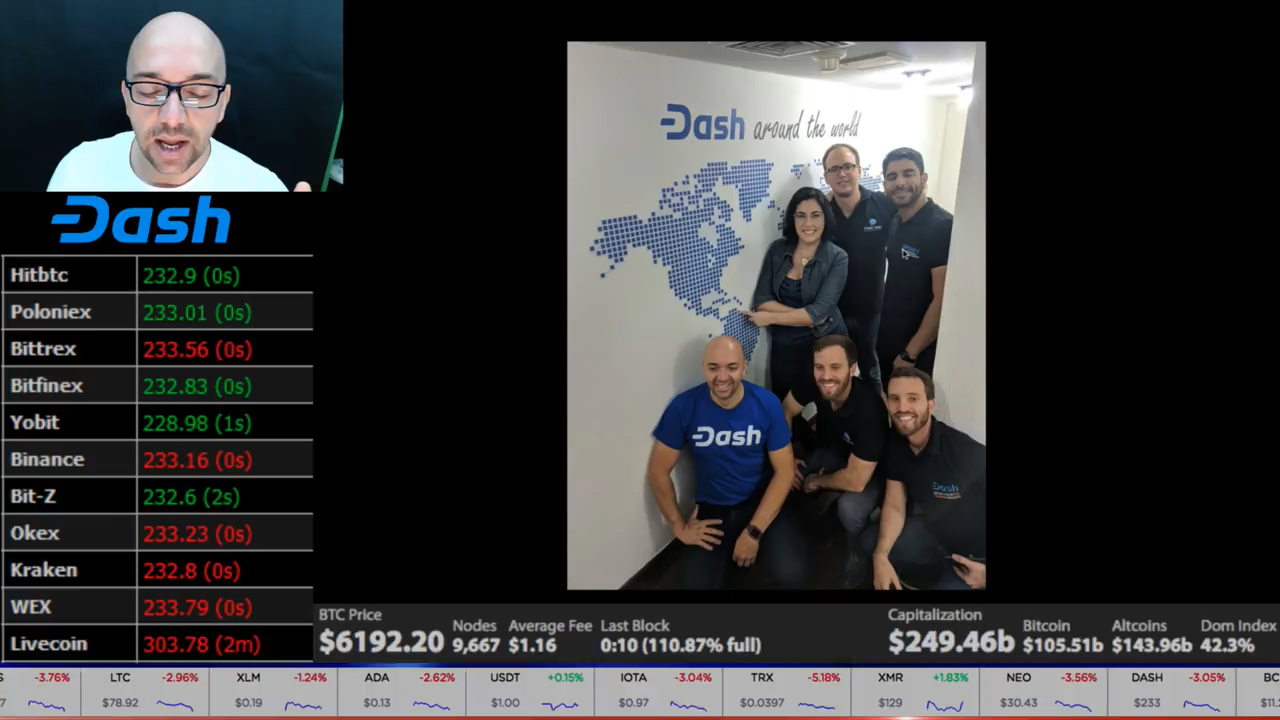 Dash around the world
Dash
Dash
Dash
Hitbtc 232.9 (0s)
Poloniex 233.01 (0s)
Bittrex 233.56 (0s)
Bitfinex 232.83 (0s)
Yobit 228.98 (1s)
Binance 233.16 (0s)
Bit-Z 232.6 (2s)
Okex 233.23 (0s)
Kraken 232.8 (0s)
WEX 233.79 (0s)
Livecoin 303.78 (2m)
BTC Price Nodes Average Fee Last Block Capitalization Bitcoin Altcoins Dom Index
$6192.20 9,667 $1.16 0:10 (110.87% full) $249.46b $105.51b $143.96b 42.3%
-3.76% LTC -2.96% XLM -1.24% ADA -2.62% USDT +0.15% IOTA -3.04% TRX -5.18% XMR +1.83% NEO -3.56% DASH -3.05%
$78.92 $0.19 $0.13 $1.00 $0.97 $0.0397 $129 $30.43 $233